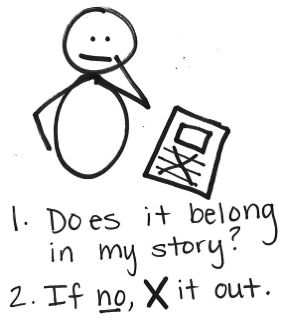 1. Does it belong
in my story?
2. If no, X it out.